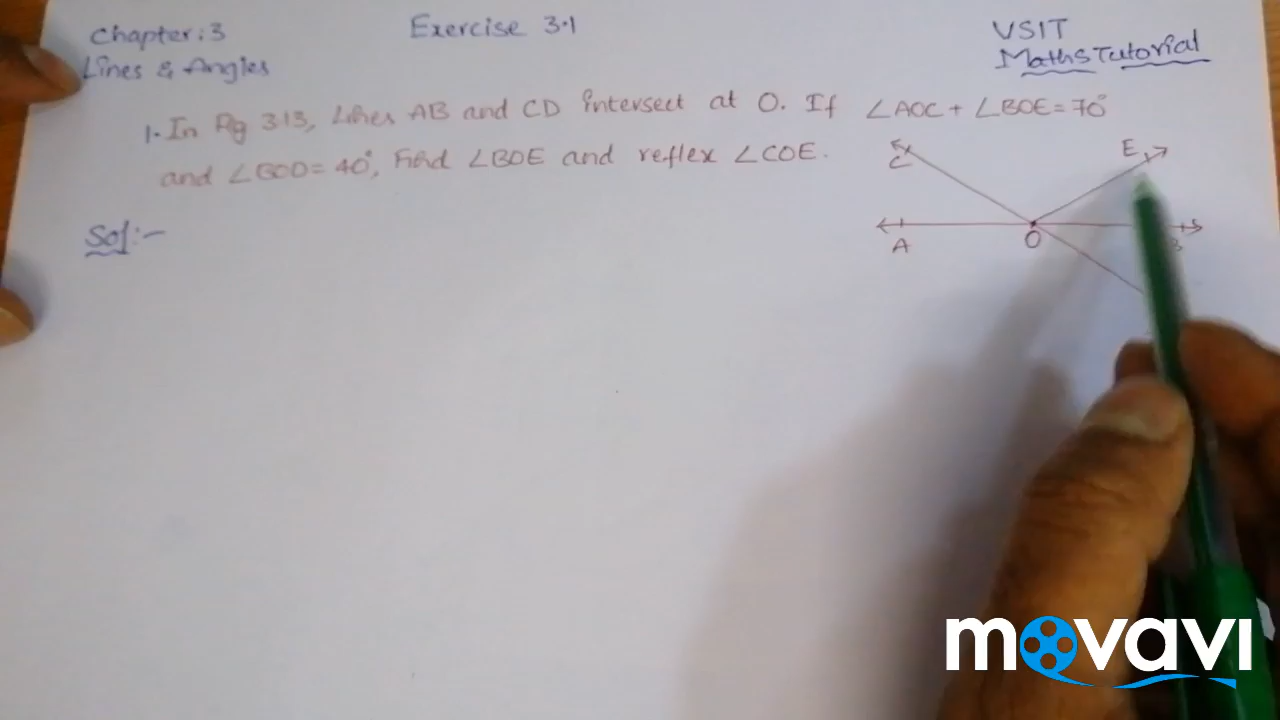 Chapter: 3
Exercise 3.1
VSIT
Lines & Angles
Maths Tutorial
1. In Fig 3.13, Lines AB and CD intersect at O. If ∠AOC + ∠BOE = 70°
and ∠BOD = 40°, Find ∠BOE and reflex ∠COE.
C
E
A
O
B
Sol:-
movavi